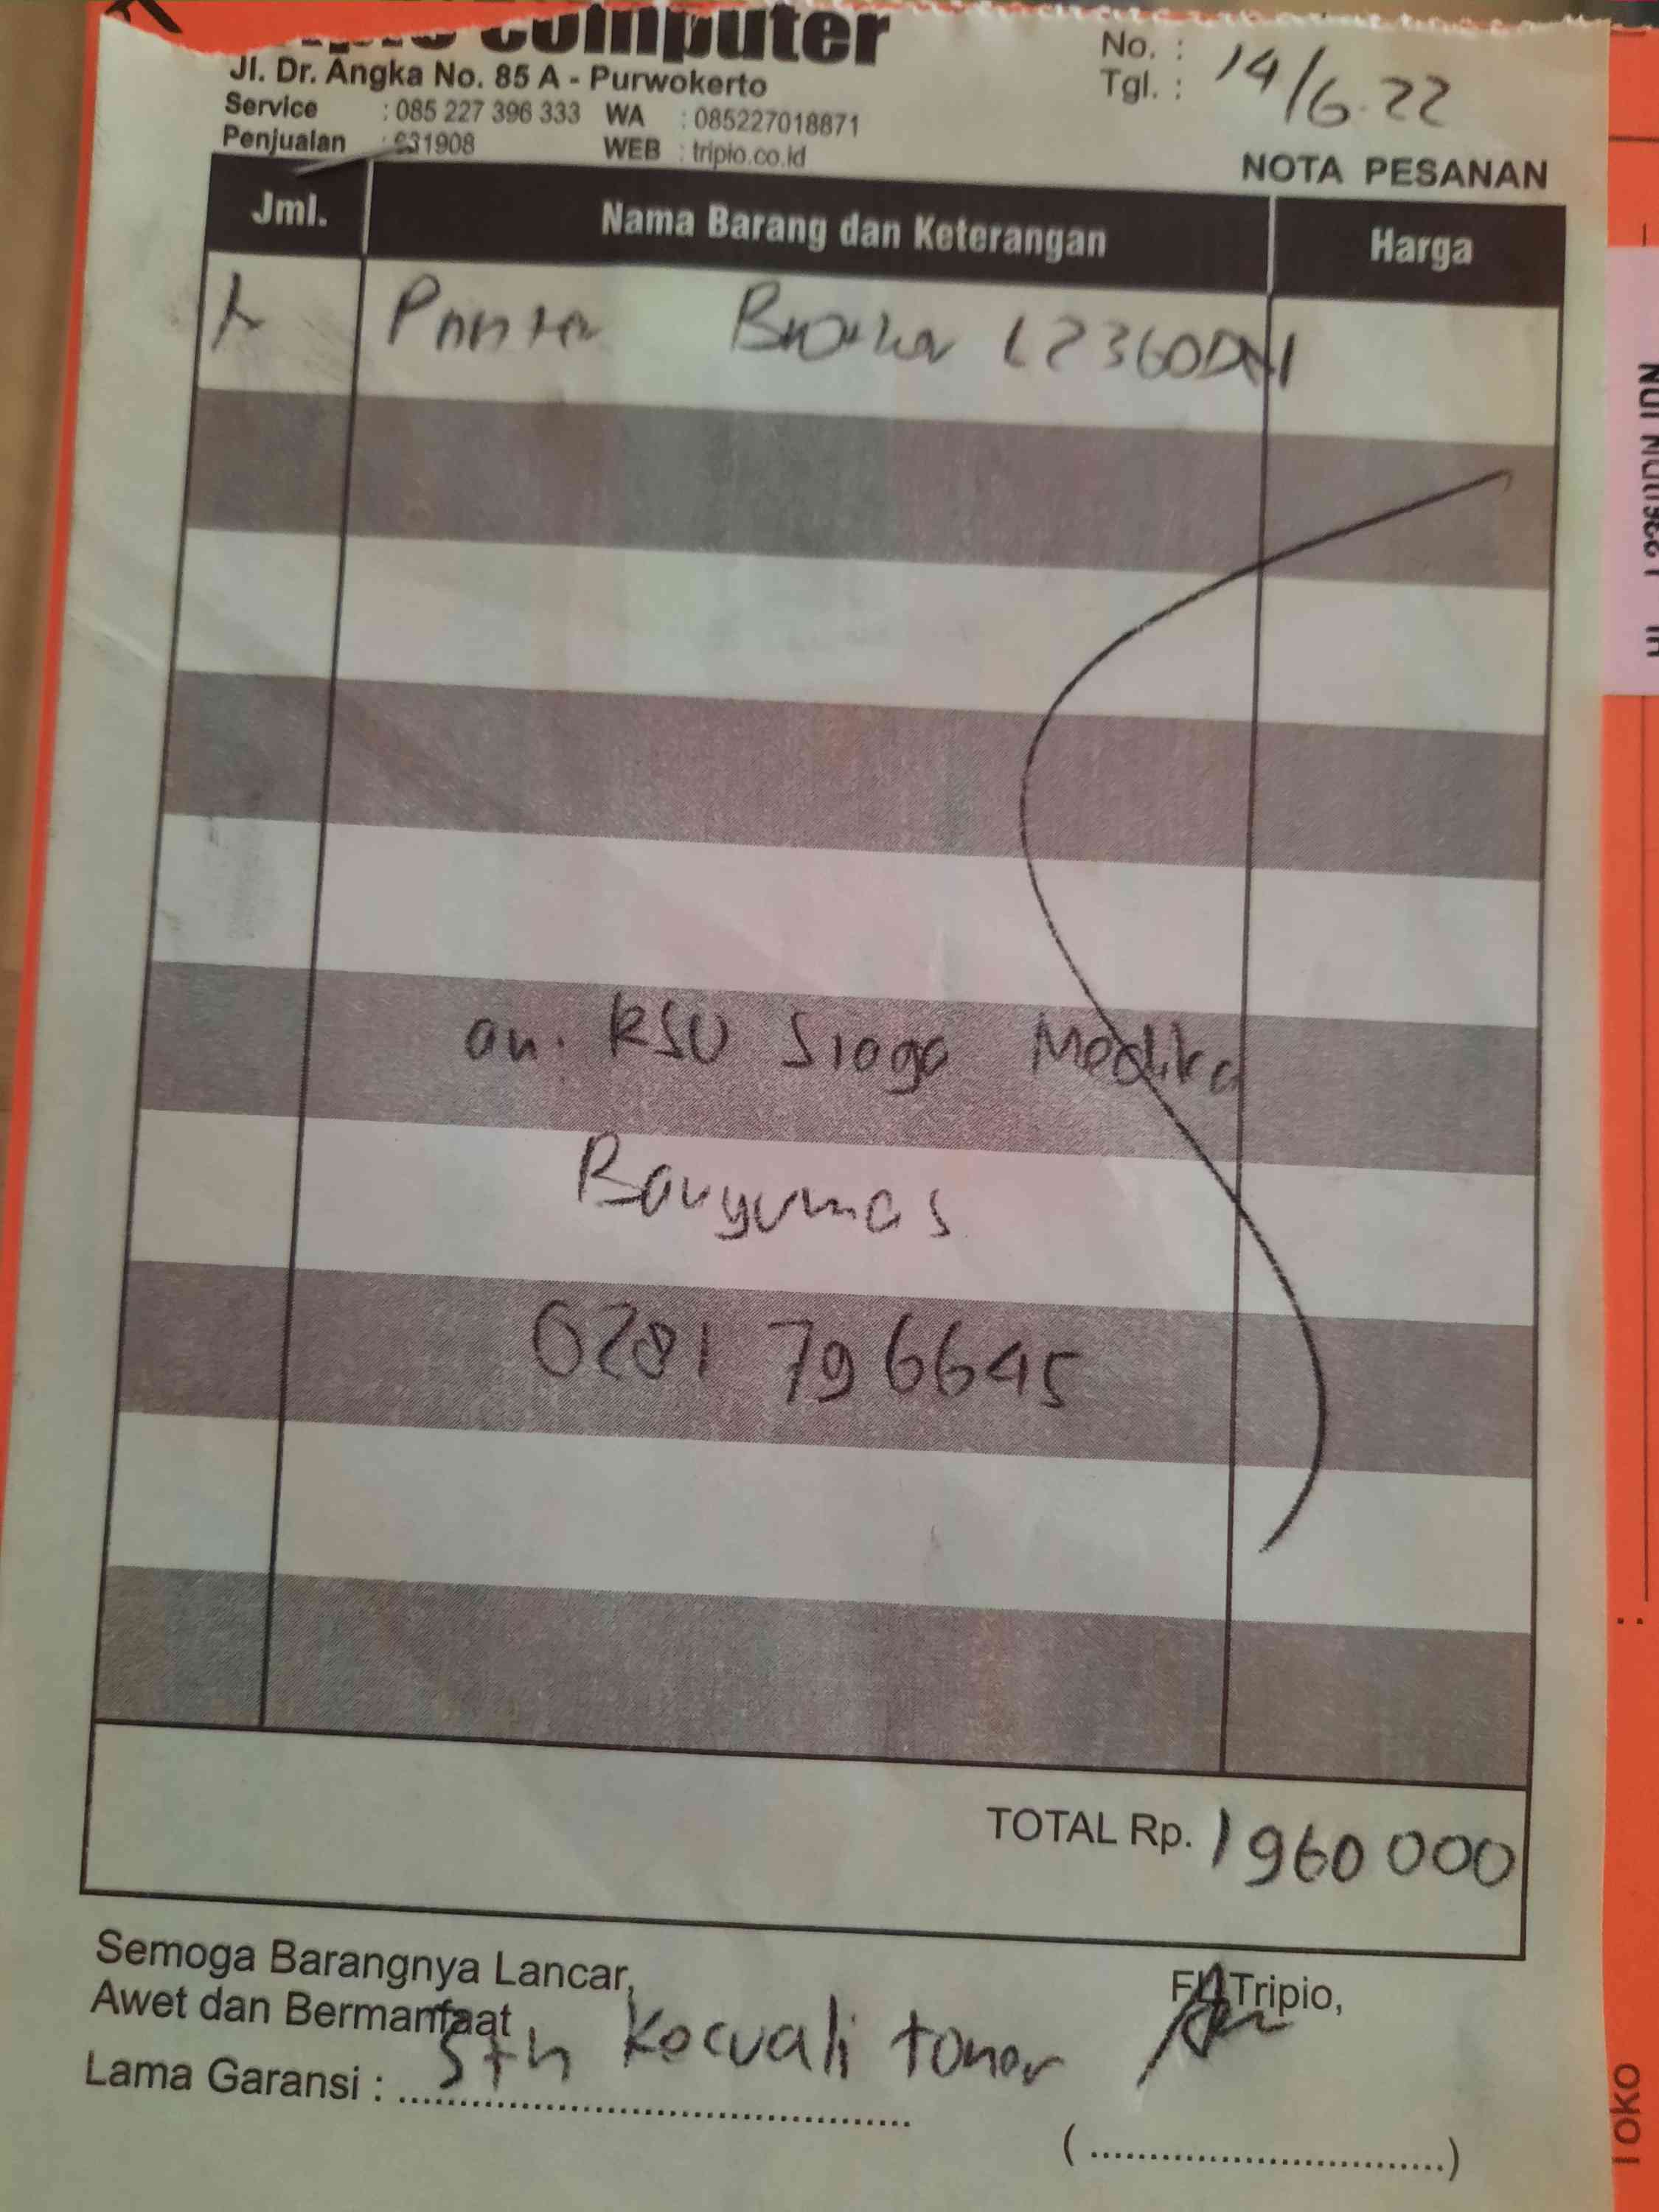 computer
Jl. Dr. Angka No. 85 A - Purwokerto
Service : 085 227 396 333 WA : 085227018871
Penjualan : 631908 WEB : tripio.co.id
No. :
Tgl. : 14/6.22
NOTA PESANAN
Jml. Nama Barang dan Keterangan Harga
1 Printer Brother L2360DN
an. RSU Siaga Medika
Banyumas
0281 796645
TOTAL Rp. 1960 000
Semoga Barangnya Lancar,
Awet dan Bermanfaat
Lama Garansi : 3th Kecuali toner
Tripio,
(..............................)
TOKO